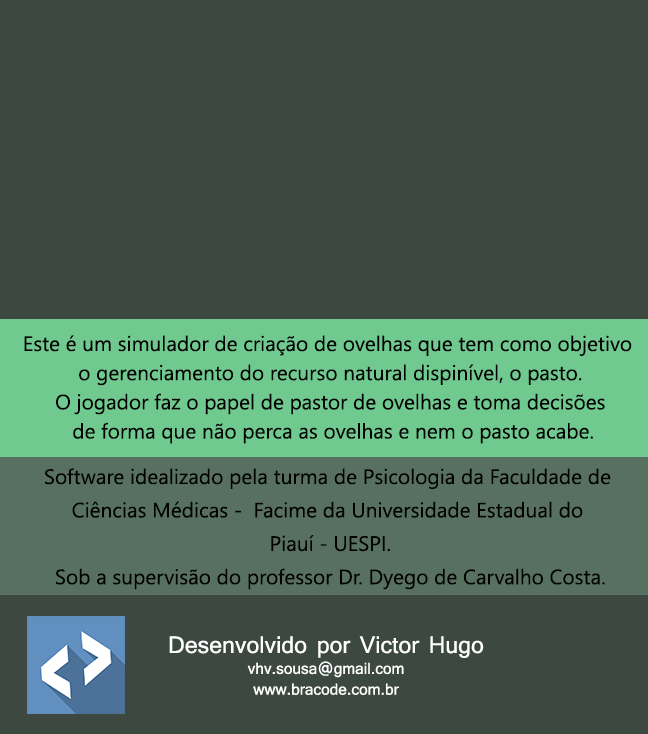 Este é um simulador de criação de ovelhas que tem como objetivo
o gerenciamento do recurso natural dispinível, o pasto.
O jogador faz o papel de pastor de ovelhas e toma decisões
de forma que não perca as ovelhas e nem o pasto acabe.
Software idealizado pela turma de Psicologia da Faculdade de
Ciências Médicas -  Facime da Universidade Estadual do
Piauí - UESPI.
Sob a supervisão do professor Dr. Dyego de Carvalho Costa.
Desenvolvido por Victor Hugo
vhv.sousa@gmail.com
www.bracode.com.br